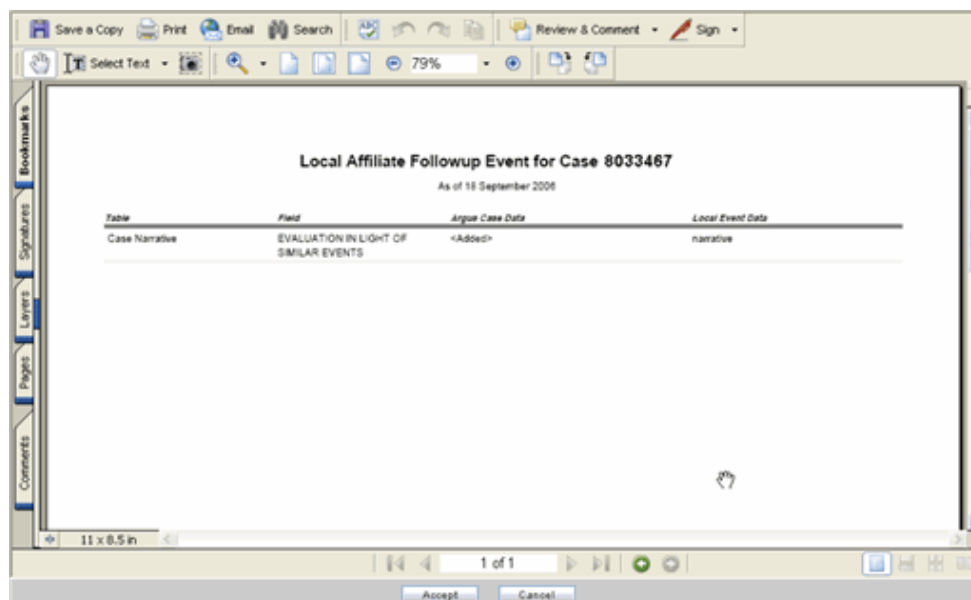 Save a Copy Print Email Search Review & Comment Sign
Select Text 79%
Bookmarks
Signatures
Layers
Pages
Comments
Local Affiliate Followup Event for Case 8033467
As of 18 September 2006
Table Field Argus Case Data Local Event Data
Case Narrative EVALUATION IN LIGHT OF <Added> narrative
SIMILAR EVENTS
11 x 8.5 in
1 of 1
Accept Cancel